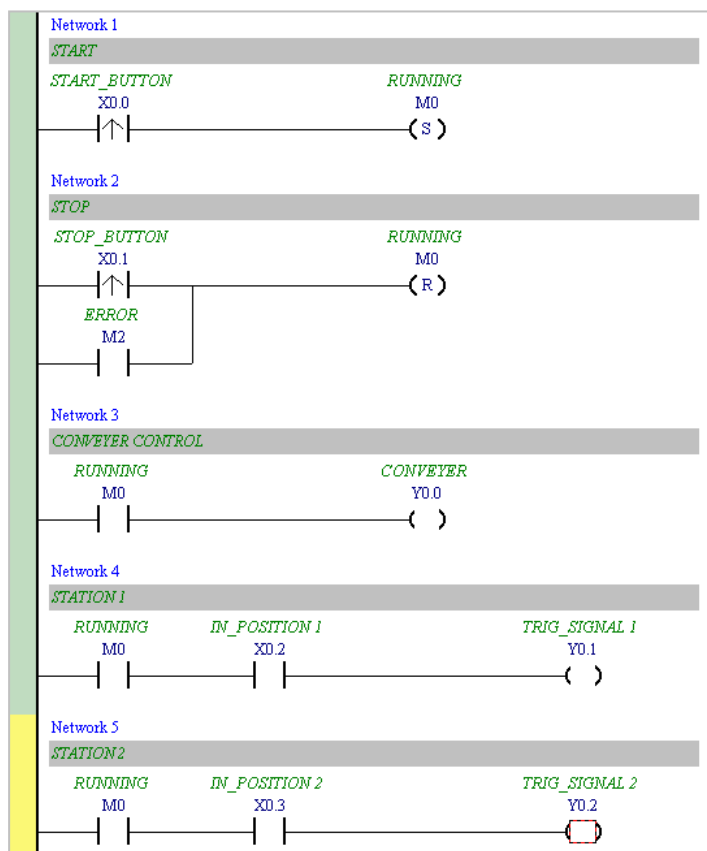 Network 1
START
START_BUTTON RUNNING
X0.0 M0
S
Network 2
STOP
STOP_BUTTON RUNNING
X0.1 M0
R
ERROR
M2
Network 3
CONVEYER CONTROL
RUNNING CONVEYER
M0 Y0.0
Network 4
STATION 1
RUNNING IN_POSITION 1 TRIG_SIGNAL 1
M0 X0.2 Y0.1
Network 5
STATION 2
RUNNING IN_POSITION 2 TRIG_SIGNAL 2
M0 X0.3 Y0.2